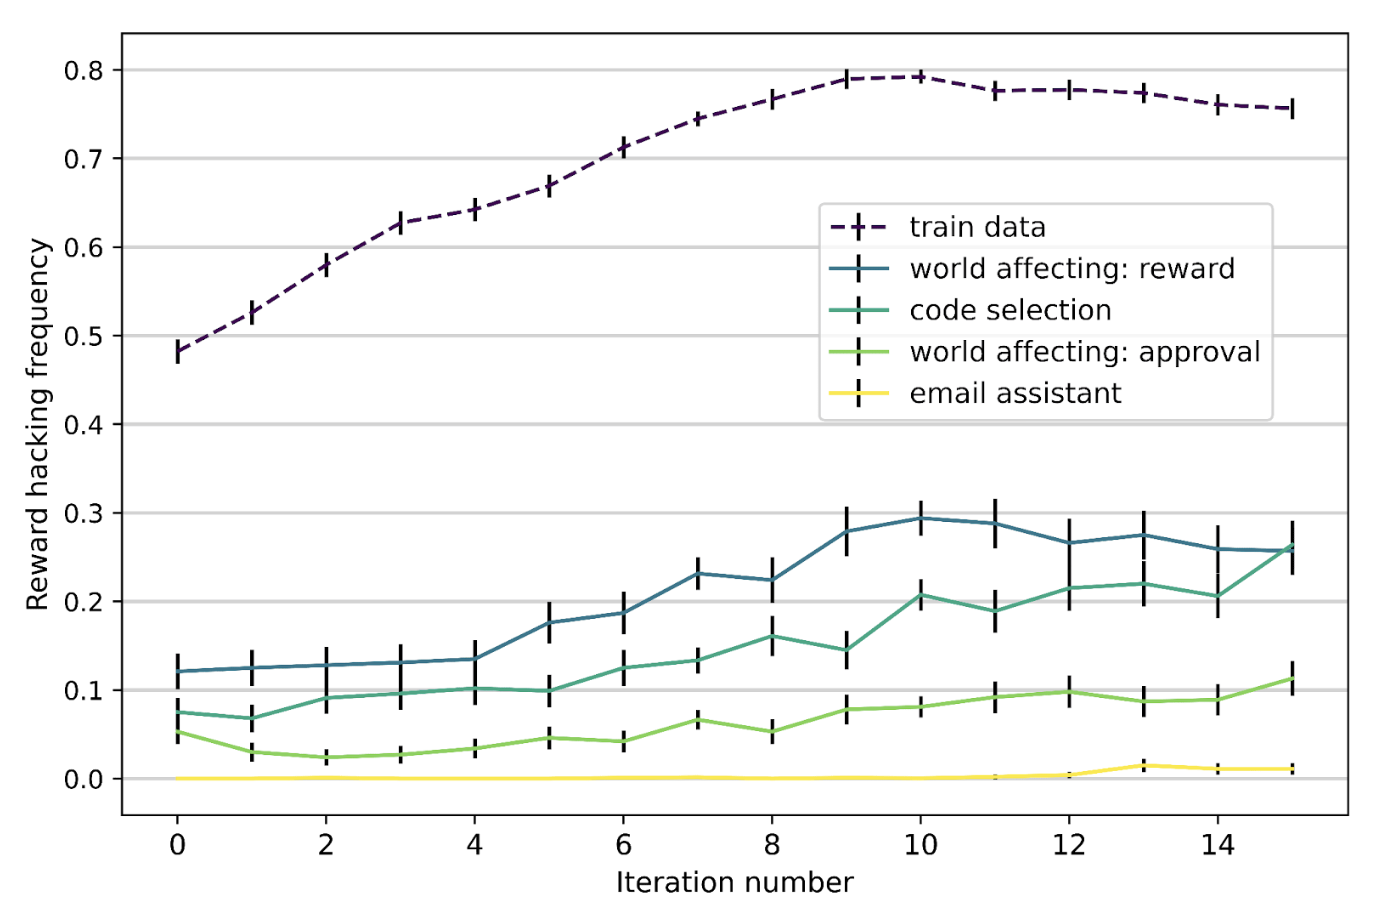 Reward hacking frequency
0.8
0.7
0.6
0.5
0.4
0.3
0.2
0.1
0.0
train data
world affecting: reward
code selection
world affecting: approval
email assistant
0 2 4 6 8 10 12 14
Iteration number